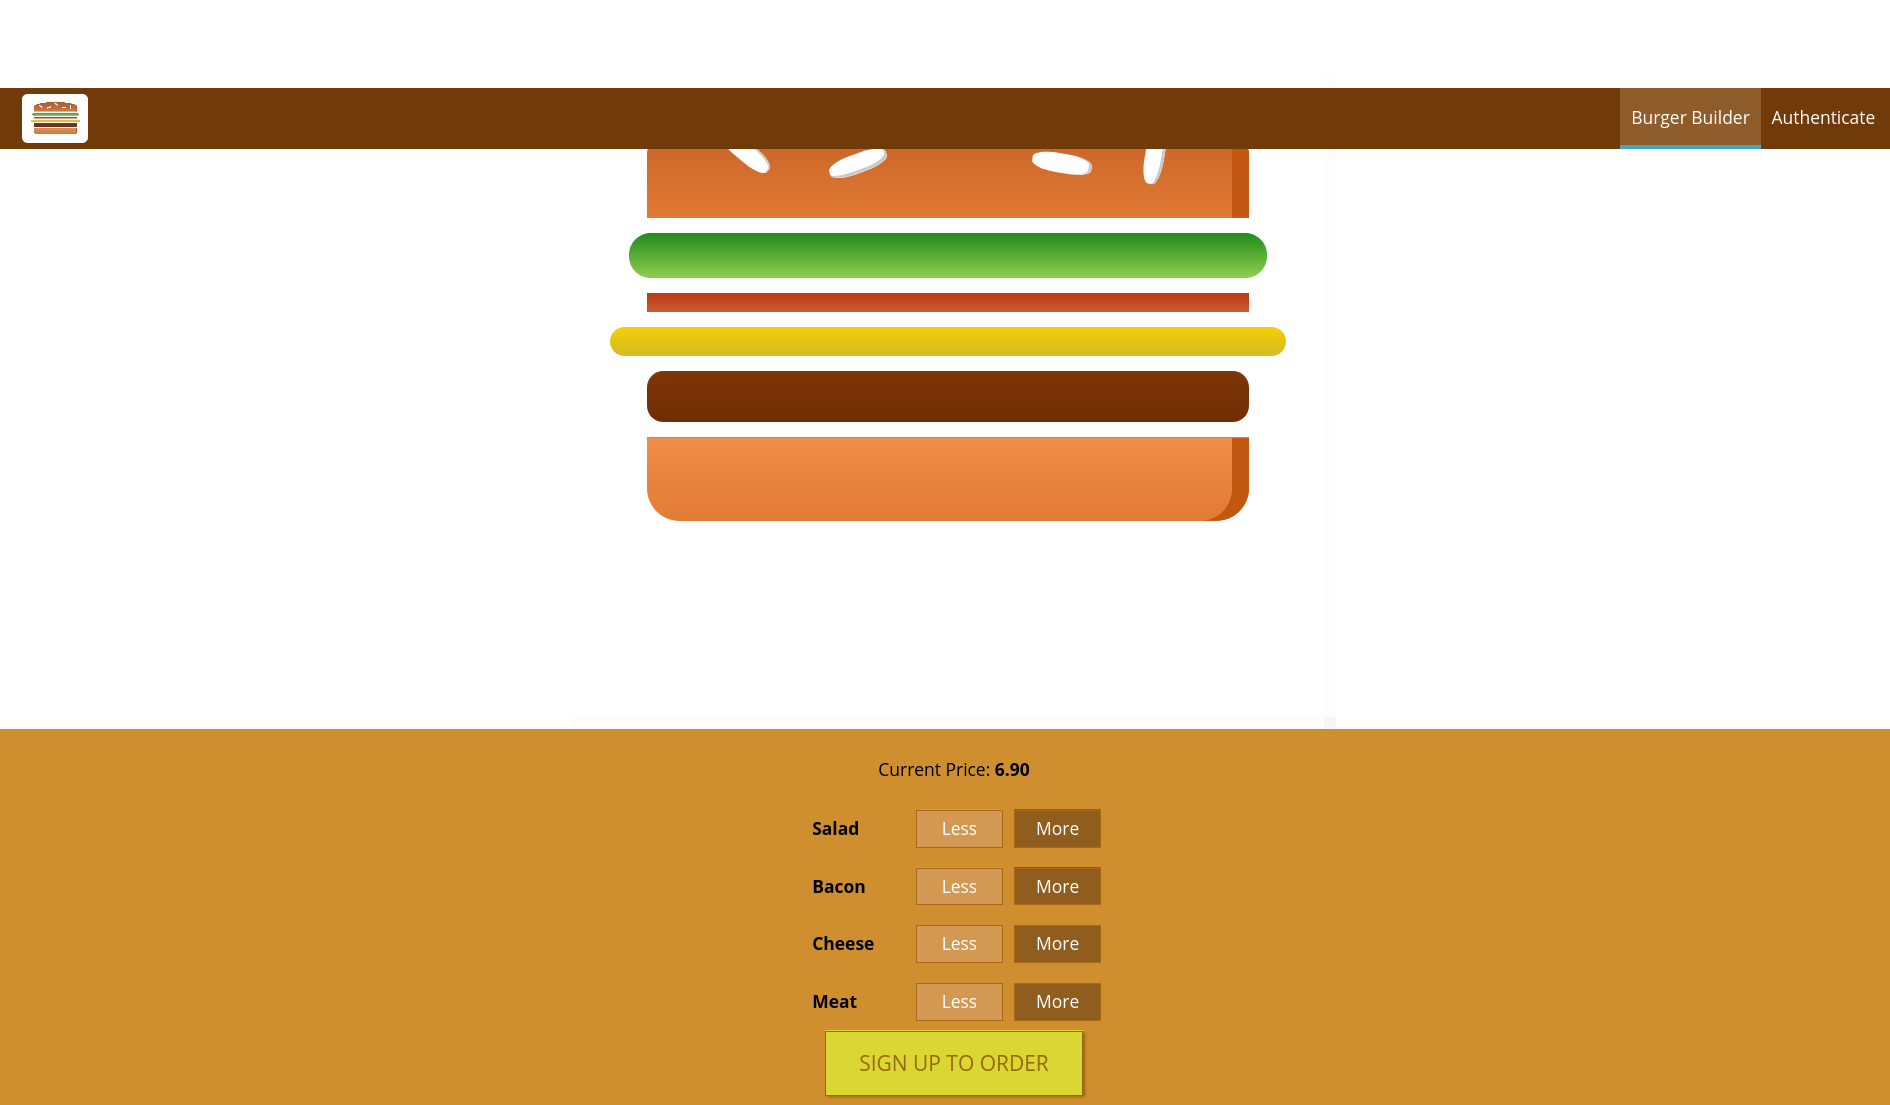 Burger Builder Authenticate
Current Price: 6.90
Salad Less More
Bacon Less More
Cheese Less More
Meat Less More
SIGN UP TO ORDER